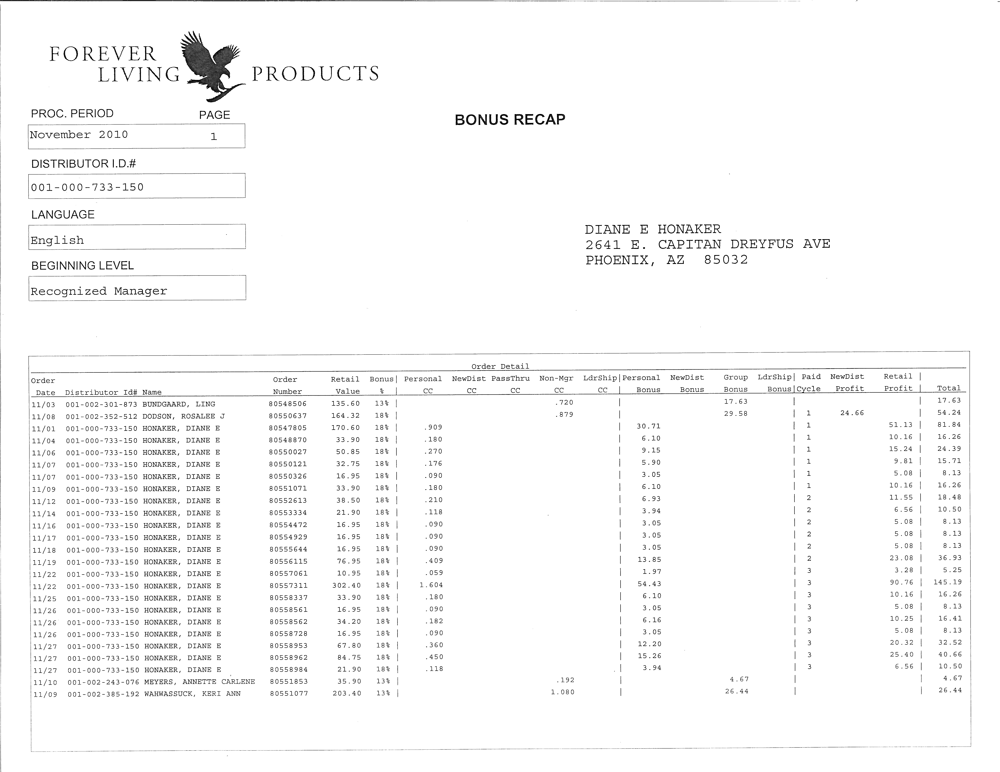 FOREVER
LIVING PRODUCTS
PROC. PERIOD PAGE
BONUS RECAP
November 2010 1
DISTRIBUTOR I.D.#
001-000-733-150
LANGUAGE
English
DIANE E HONAKER
2641 E. CAPITAN DREYFUS AVE
PHOENIX, AZ 85032
BEGINNING LEVEL
Recognized Manager
Order Detail
Order Order Retail Bonus| Personal NewDist PassThru Non-Mgr LdrShip|Personal NewDist Group LdrShip| Paid NewDist Retail |
Date Distributor Id# Name Number Value % | CC CC CC CC CC | Bonus Bonus Bonus Bonus|Cycle Profit Profit | Total
11/03 001-002-301-873 BUNDGAARD, LING 80548506 135.60 13% | .720 | 17.63 | | 17.63
11/08 001-002-352-512 DODSON, ROSALEE J 80550637 164.32 18% | .879 | 29.58 | 1 24.66 | 54.24
11/01 001-000-733-150 HONAKER, DIANE E 80547805 170.60 18% | .909 | 30.71 | 1 51.13 | 81.84
11/04 001-000-733-150 HONAKER, DIANE E 80548870 33.90 18% | .180 | 6.10 | 1 10.16 | 16.26
11/06 001-000-733-150 HONAKER, DIANE E 80550027 50.85 18% | .270 | 9.15 | 1 15.24 | 24.39
11/07 001-000-733-150 HONAKER, DIANE E 80550121 32.75 18% | .176 | 5.90 | 1 9.81 | 15.71
11/07 001-000-733-150 HONAKER, DIANE E 80550326 16.95 18% | .090 | 3.05 | 1 5.08 | 8.13
11/09 001-000-733-150 HONAKER, DIANE E 80551071 33.90 18% | .180 | 6.10 | 1 10.16 | 16.26
11/12 001-000-733-150 HONAKER, DIANE E 80552613 38.50 18% | .210 | 6.93 | 2 11.55 | 18.48
11/14 001-000-733-150 HONAKER, DIANE E 80553334 21.90 18% | .118 | 3.94 | 2 6.56 | 10.50
11/16 001-000-733-150 HONAKER, DIANE E 80554472 16.95 18% | .090 | 3.05 | 2 5.08 | 8.13
11/17 001-000-733-150 HONAKER, DIANE E 80554929 16.95 18% | .090 | 3.05 | 2 5.08 | 8.13
11/18 001-000-733-150 HONAKER, DIANE E 80555644 16.95 18% | .090 | 3.05 | 2 5.08 | 8.13
11/19 001-000-733-150 HONAKER, DIANE E 80556115 76.95 18% | .409 | 13.85 | 2 23.08 | 36.93
11/22 001-000-733-150 HONAKER, DIANE E 80557061 10.95 18% | .059 | 1.97 | 3 3.28 | 5.25
11/22 001-000-733-150 HONAKER, DIANE E 80557311 302.40 18% | 1.604 | 54.43 | 3 90.76 | 145.19
11/25 001-000-733-150 HONAKER, DIANE E 80558337 33.90 18% | .180 | 6.10 | 3 10.16 | 16.26
11/26 001-000-733-150 HONAKER, DIANE E 80558561 16.95 18% | .090 | 3.05 | 3 5.08 | 8.13
11/26 001-000-733-150 HONAKER, DIANE E 80558562 34.20 18% | .182 | 6.16 | 3 10.25 | 16.41
11/26 001-000-733-150 HONAKER, DIANE E 80558728 16.95 18% | .090 | 3.05 | 3 5.08 | 8.13
11/27 001-000-733-150 HONAKER, DIANE E 80558953 67.80 18% | .360 | 12.20 | 3 20.32 | 32.52
11/27 001-000-733-150 HONAKER, DIANE E 80558962 84.75 18% | .450 | 15.26 | 3 25.40 | 40.66
11/27 001-000-733-150 HONAKER, DIANE E 80558984 21.90 18% | .118 | 3.94 | 3 6.56 | 10.50
11/10 001-002-243-076 MEYERS, ANNETTE CARLENE 80551853 35.90 13% | .192 | 4.67 | | 4.67
11/09 001-002-385-192 WAHWASSUCK, KERI ANN 80551077 203.40 13% | 1.080 | 26.44 | | 26.44